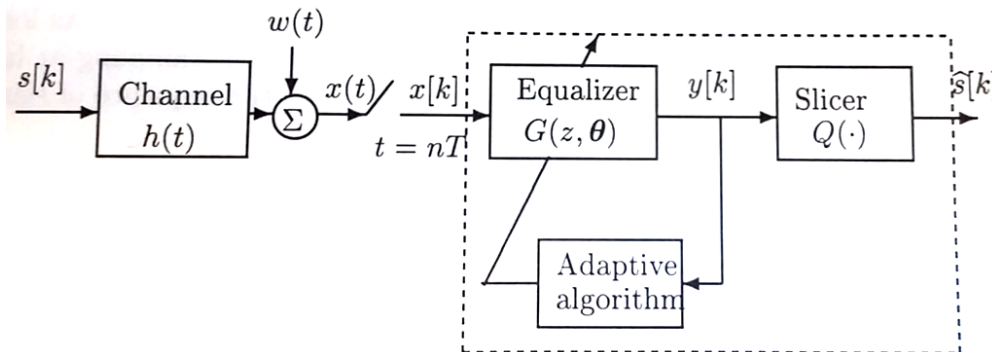 w(t)
s[k]
Channel
h(t)
Σ
x(t)
x[k]
t = nT
Equalizer
G(z, θ)
y[k]
Slicer
Q(·)
ŝ[k]
Adaptive
algorithm